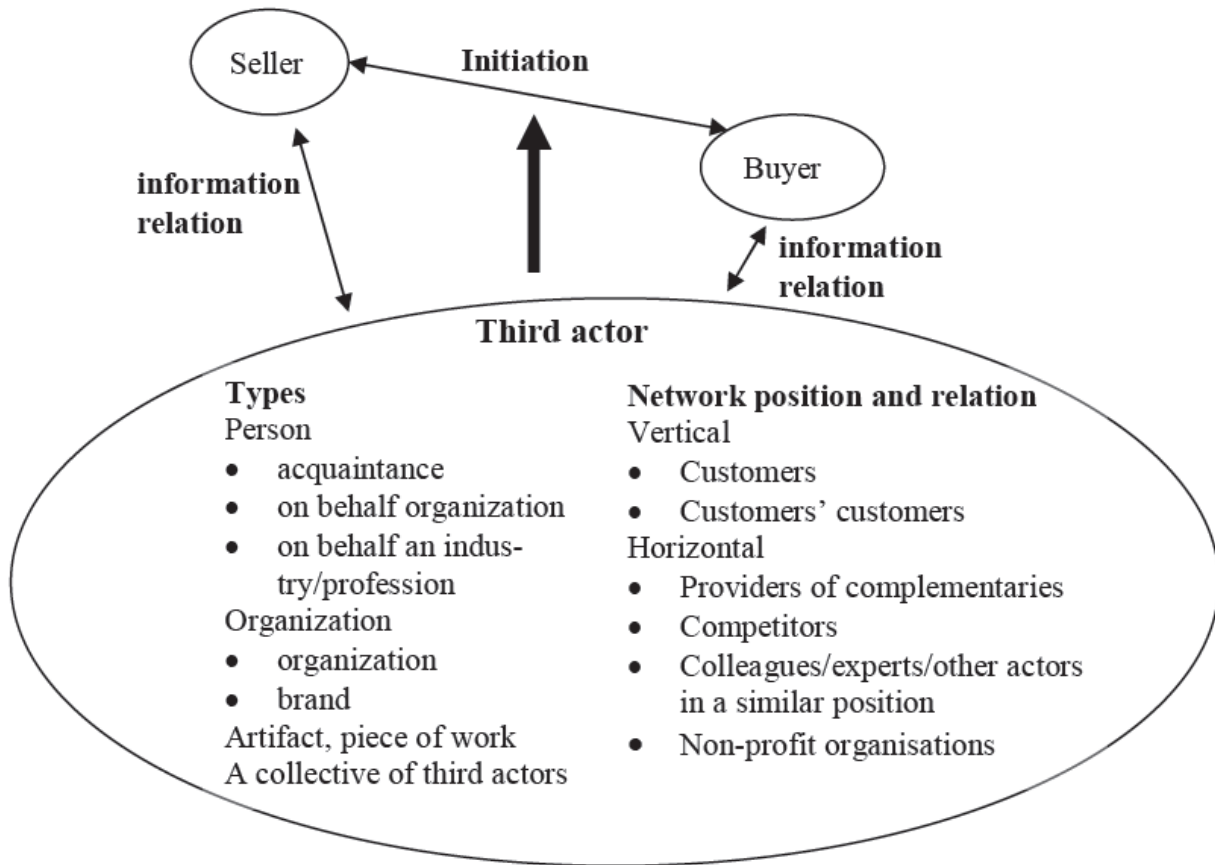 Seller
Initiation
Buyer
information
relation
information
relation
Third actor
Types
Person
• acquaintance
• on behalf organization
• on behalf an indus-
try/profession
Organization
• organization
• brand
Artifact, piece of work
A collective of third actors
Network position and relation
Vertical
• Customers
• Customers’ customers
Horizontal
• Providers of complementaries
• Competitors
• Colleagues/experts/other actors
in a similar position
• Non-profit organisations